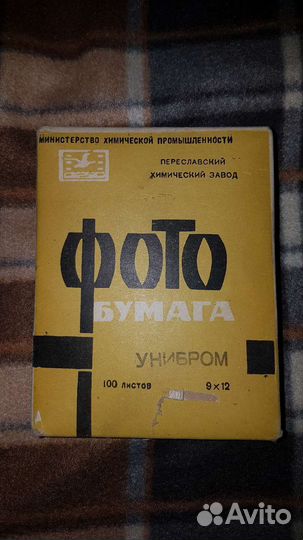 МИНИСТЕРСТВО ХИМИЧЕСКОЙ ПРОМЫШЛЕННОСТИ
ПЕРЕСЛАВСКИЙ
ХИМИЧЕСКИЙ ЗАВОД
ФОТО
БУМАГА
УНИБРОМ
100 листов 9×12
Avito